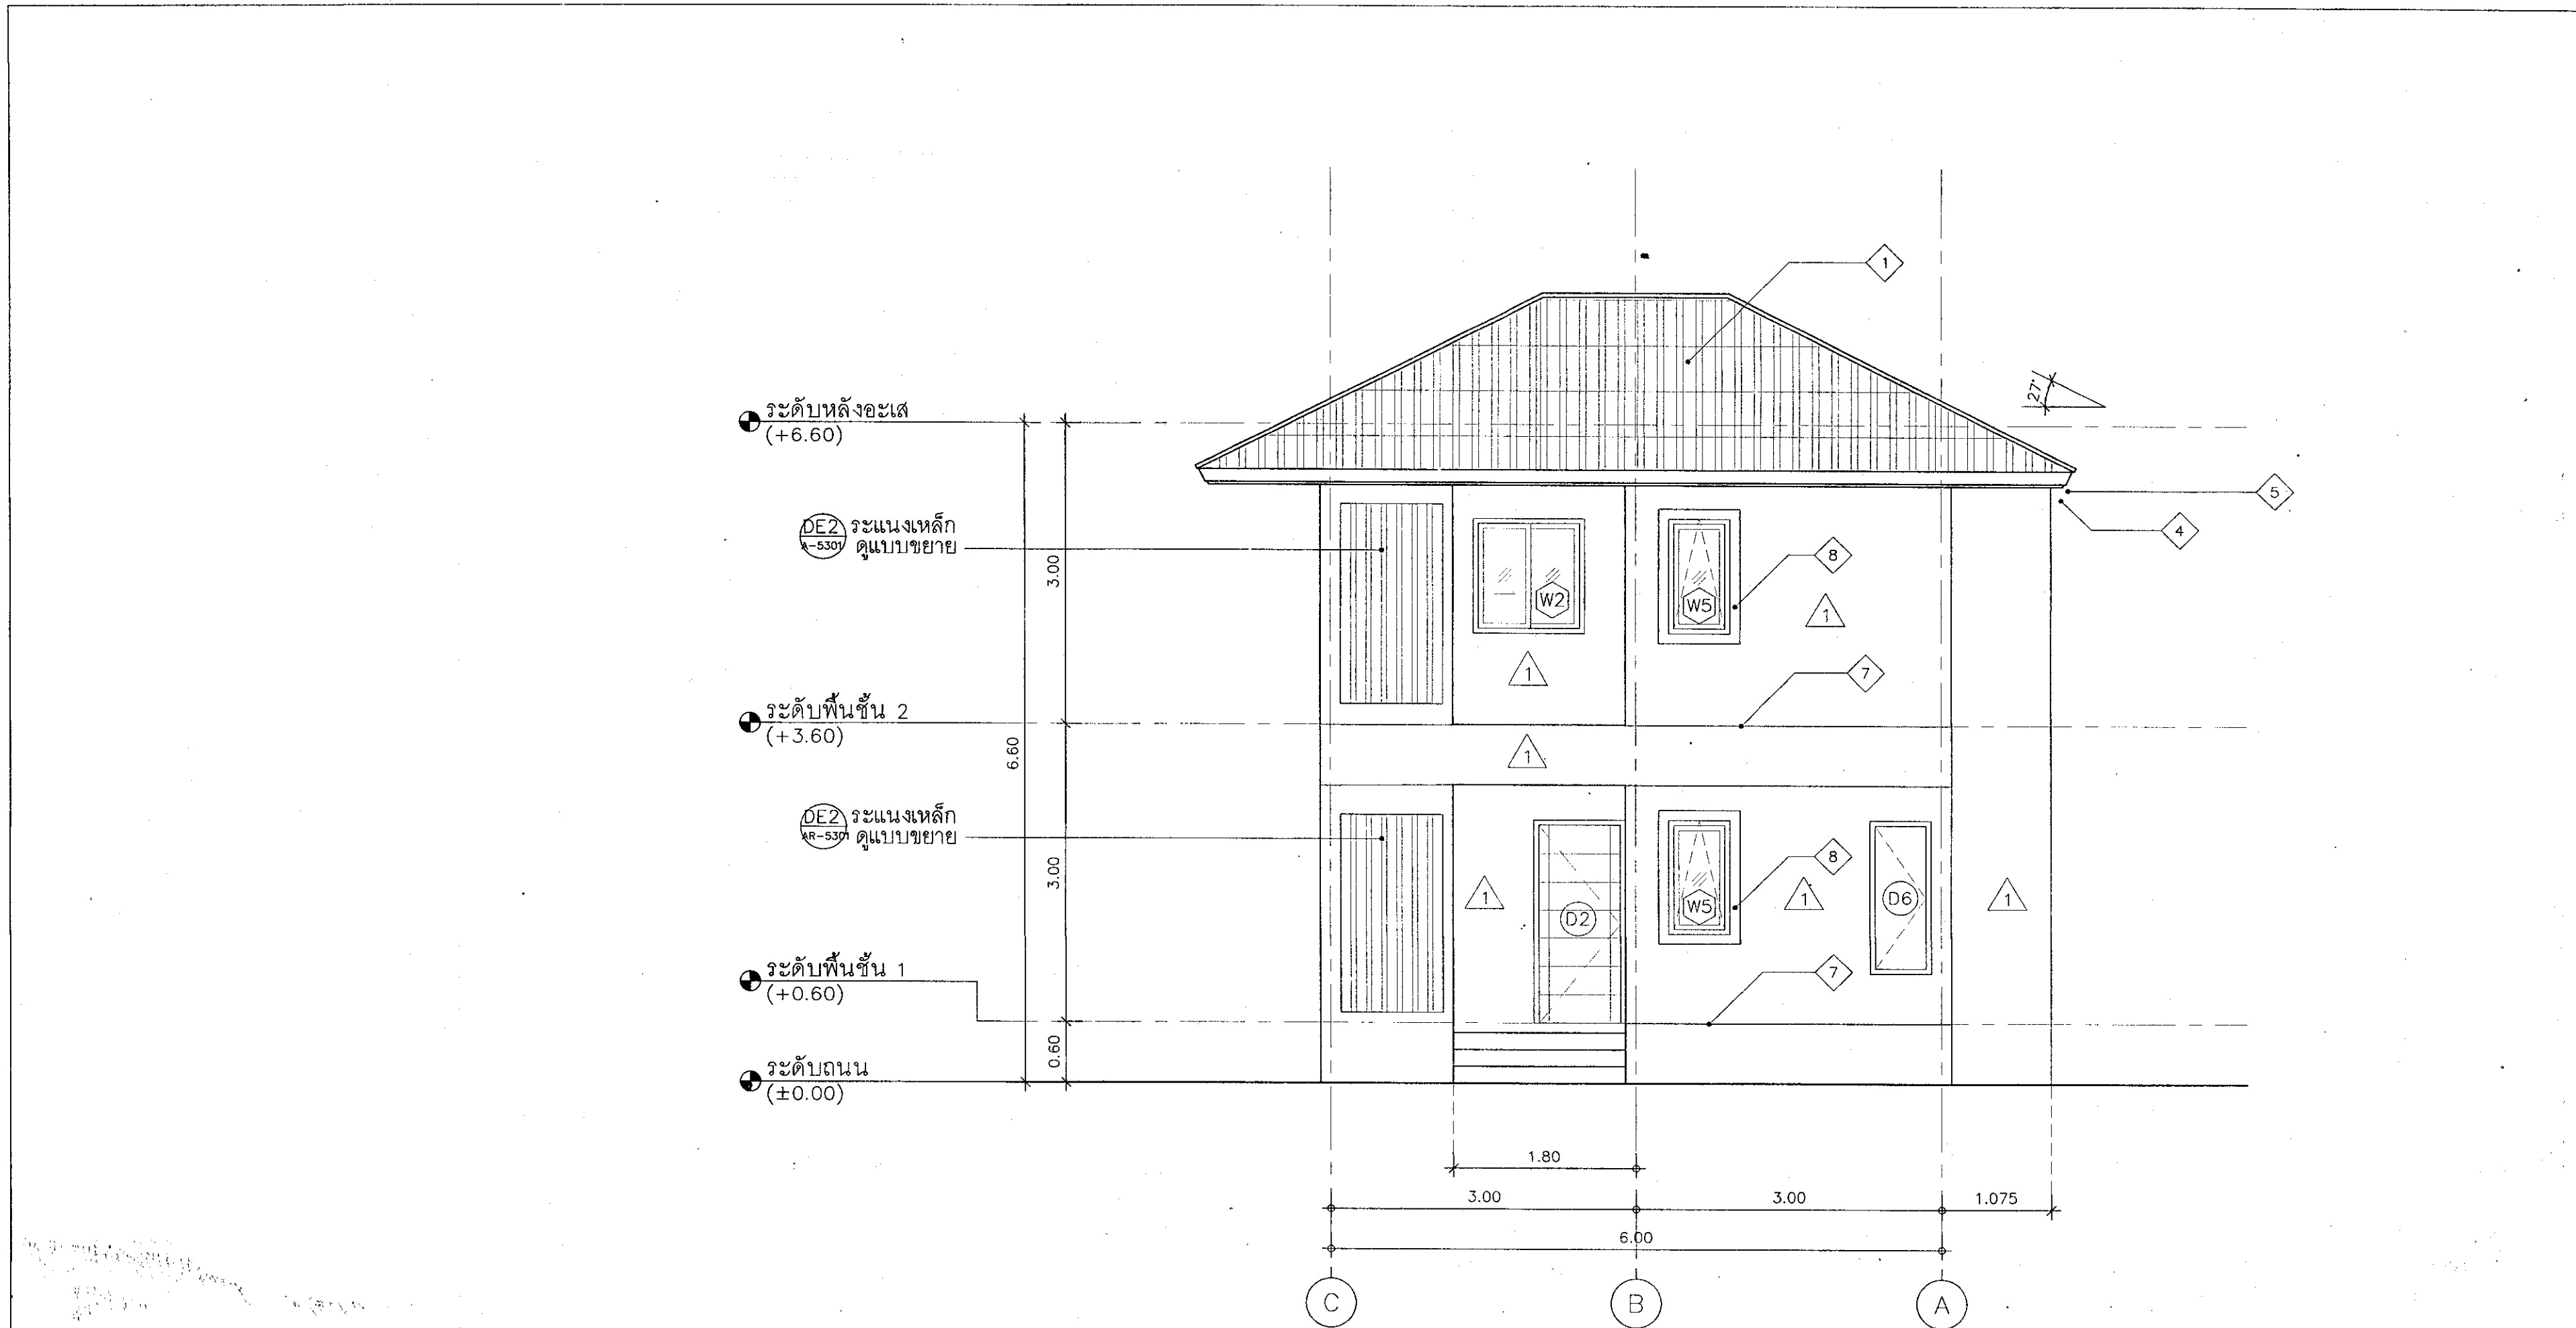 1
27°
ระดับหลังอะเส
(+6.60)
5
4
DE2 ระแนงเหล็ก
A-5301 ดูแบบขยาย
3.00
8
W2
W5
1
1
7
ระดับพื้นชั้น 2
(+3.60)
6.60
1
DE2 ระแนงเหล็ก
AR-5301 ดูแบบขยาย
3.00
8
1
D2
W5
1
D6
1
7
ระดับพื้นชั้น 1
(+0.60)
0.60
ระดับถนน
(±0.00)
1.80
3.00
3.00
1.075
6.00
C
B
A